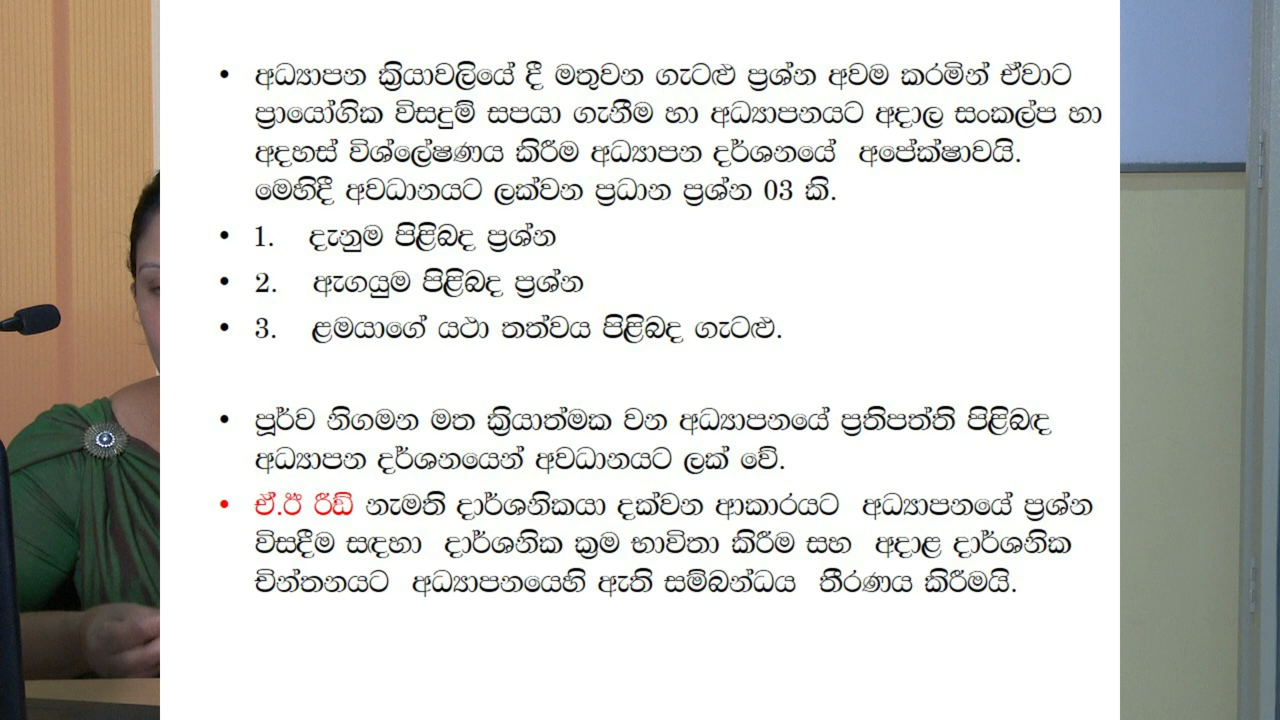 • අධ්‍යාපන ක්‍රියාවලියේ දී මතුවන ගැටළු ප්‍රශ්න අවම කරමින් ඒවාට
ප්‍රායෝගික විසඳුම් සපයා ගැනීම හා අධ්‍යාපනයට අදාල සංකල්ප හා
අදහස් විශ්ලේෂණය කිරීම අධ්‍යාපන දර්ශනයේ අපේක්ෂාවයි.
මෙහිදී අවධානයට ලක්වන ප්‍රධාන ප්‍රශ්න 03 කි.
• 1. දැනුම පිළිබද ප්‍රශ්න
• 2. ඇගයුම පිළිබද ප්‍රශ්න
• 3. ළමයාගේ යථා තත්වය පිළිබද ගැටළු.
• පූර්ව නිගමන මත ක්‍රියාත්මක වන අධ්‍යාපනයේ ප්‍රතිපත්ති පිළිබඳ
අධ්‍යාපන දර්ශනයෙන් අවධානයට ලක් වේ.
• ඒ.ඊ රීඩ් නැමති දාර්ශනිකයා දක්වන ආකාරයට අධ්‍යාපනයේ ප්‍රශ්න
විසදීම සඳහා දාර්ශනික ක්‍රම භාවිතා කිරීම සහ අදාළ දාර්ශනික
චින්තනයට අධ්‍යාපනයෙහි ඇති සම්බන්ධය තීරණය කිරීමයි.